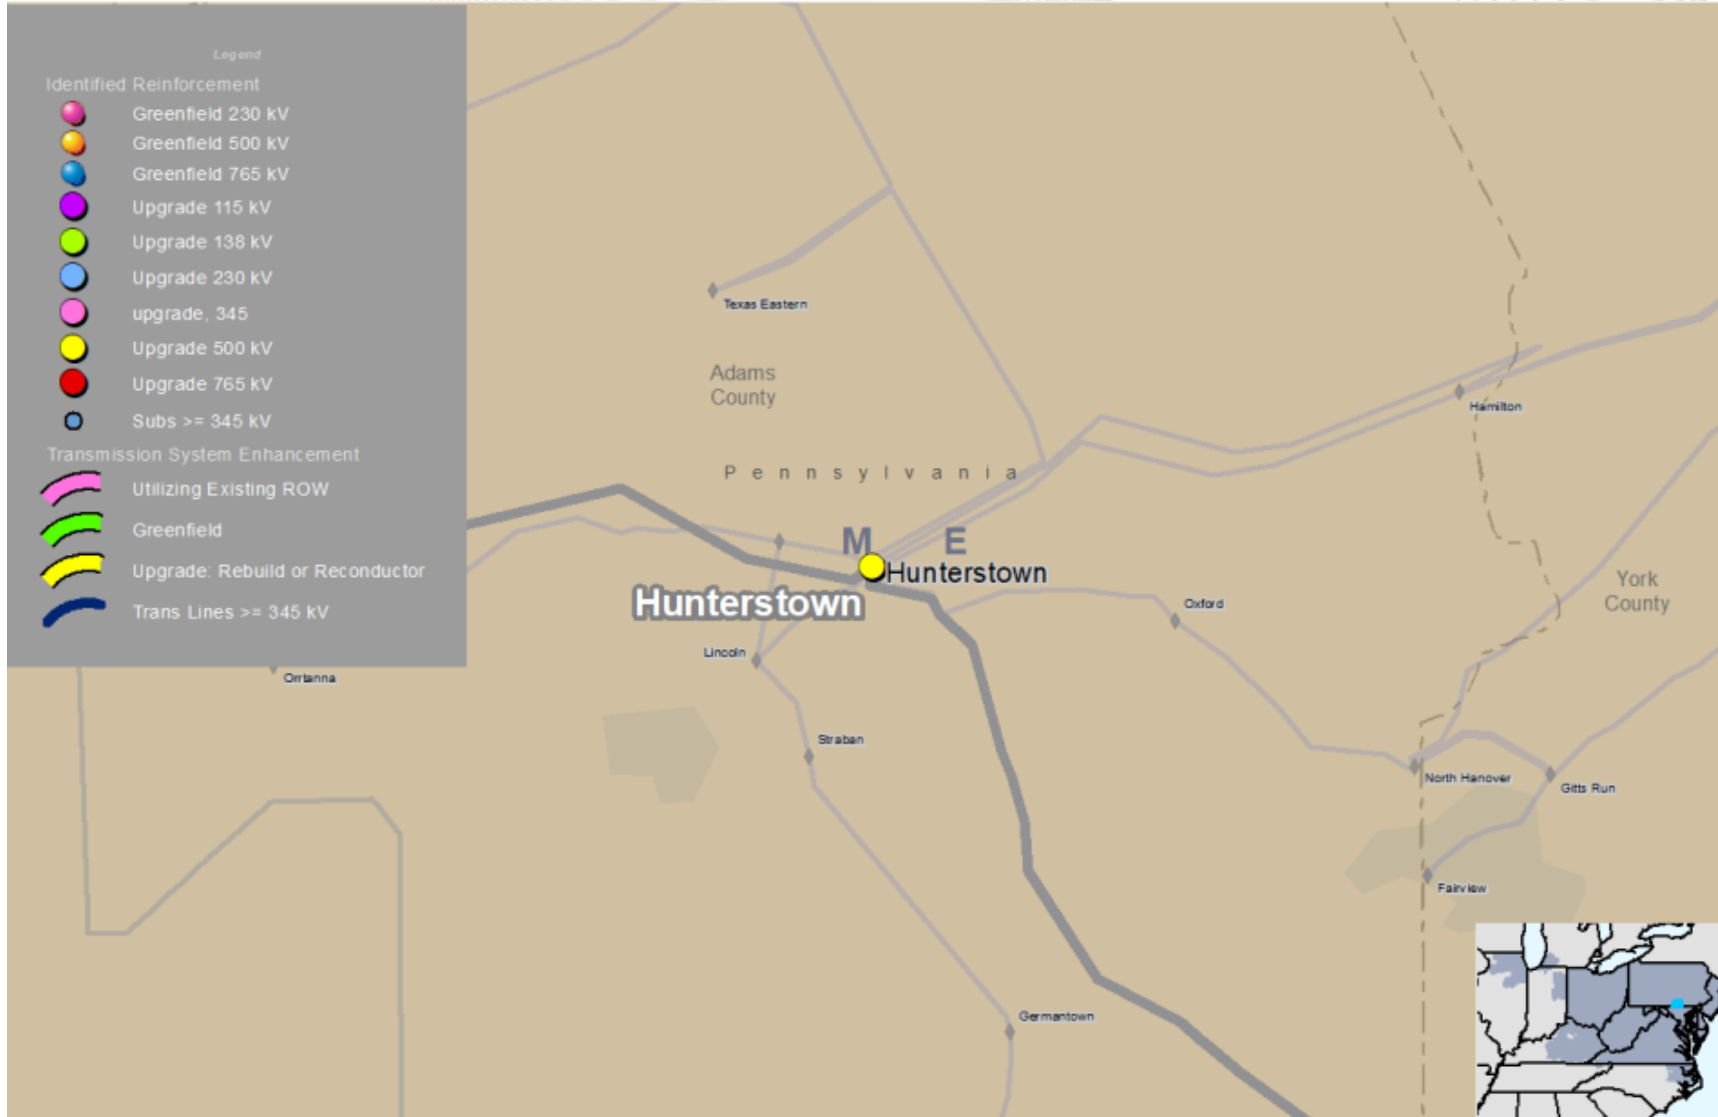 Legend
Identified Reinforcement
Greenfield 230 kV
Greenfield 500 kV
Greenfield 765 kV
Upgrade 115 kV
Upgrade 138 kV
Upgrade 230 kV
upgrade, 345
Upgrade 500 kV
Upgrade 765 kV
Subs >= 345 kV
Transmission System Enhancement
Utilizing Existing ROW
Greenfield
Upgrade: Rebuild or Reconductor
Trans Lines >= 345 kV
Texas Eastern
Adams
County
Hamilton
Pennsylvania
M E
Hunterstown
Hunterstown
York
County
Oxford
Lincoln
Orrtanna
Straban
North Hanover
Gitts Run
Fairview
Germantown